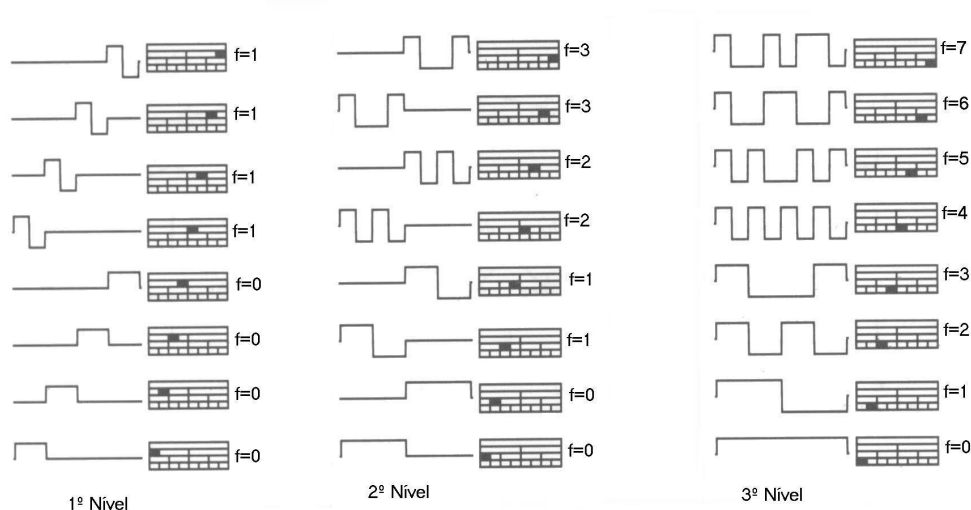 f=1
f=1
f=1
f=1
f=0
f=0
f=0
f=0
1º Nível
f=3
f=3
f=2
f=2
f=1
f=1
f=0
f=0
2º Nível
f=7
f=6
f=5
f=4
f=3
f=2
f=1
f=0
3º Nível